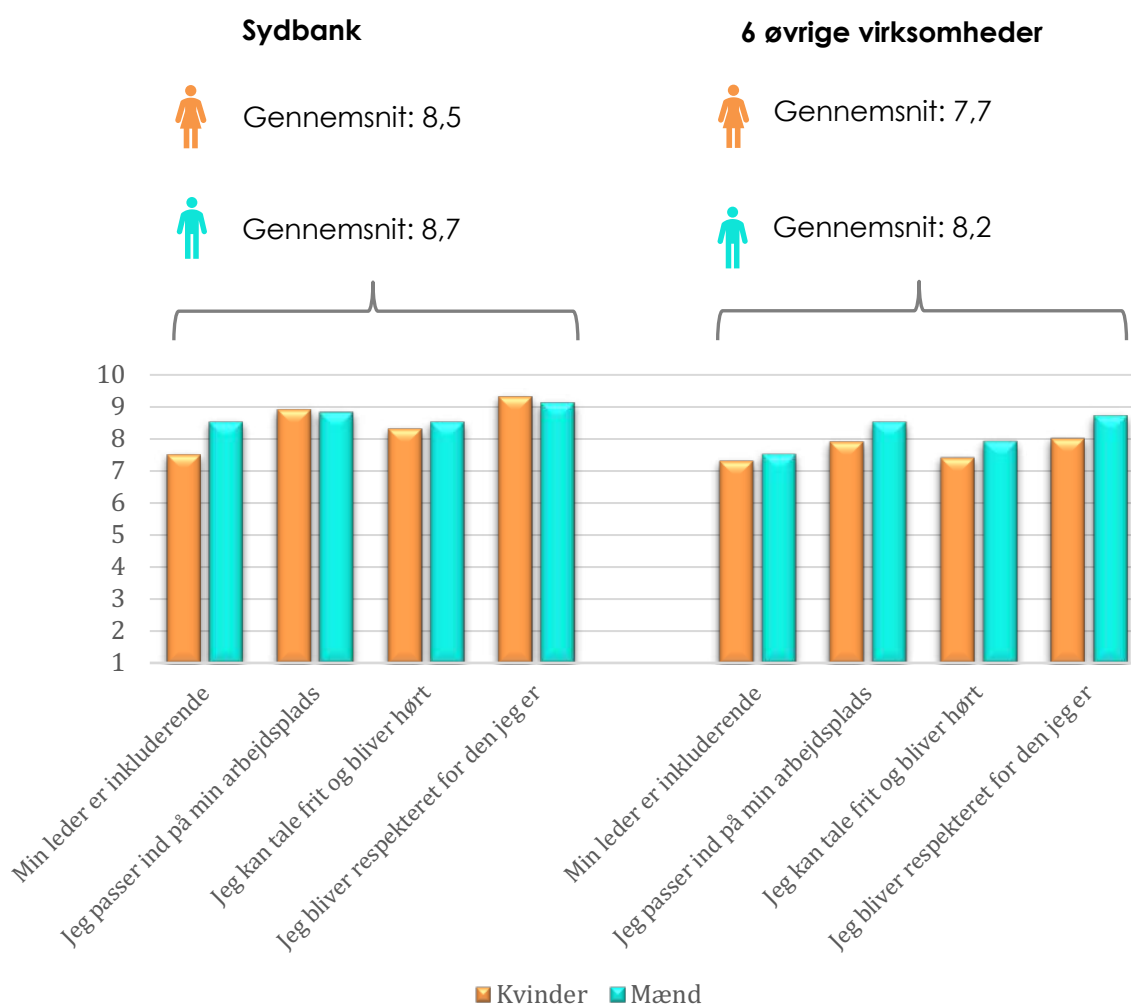 Sydbank
6 øvrige virksomheder
Gennemsnit: 8,5
Gennemsnit: 7,7
Gennemsnit: 8,7
Gennemsnit: 8,2
10
9
8
7
6
5
4
3
2
1
Min leder er inkluderende
Jeg passer ind på min arbejdsplads
Jeg kan tale frit og bliver hørt
Jeg bliver respekteret for den jeg er
Min leder er inkluderende
Jeg passer ind på min arbejdsplads
Jeg kan tale frit og bliver hørt
Jeg bliver respekteret for den jeg er
Kvinder
Mænd